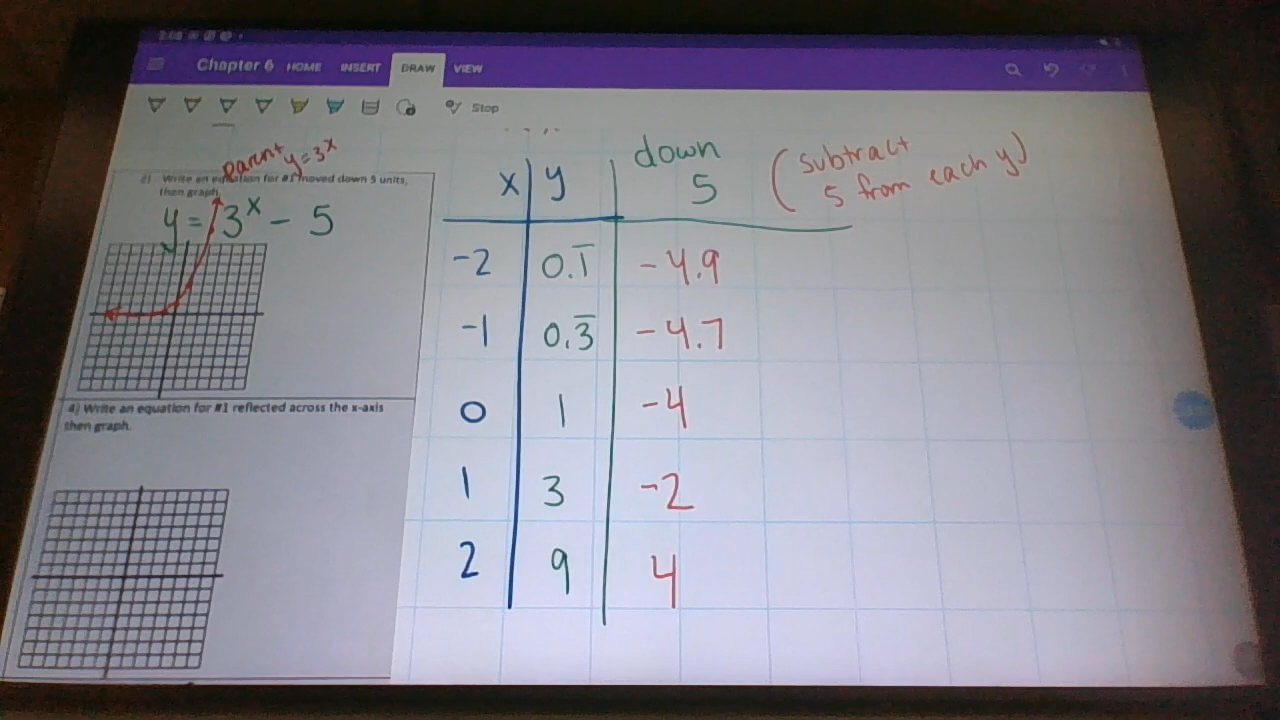 Chapter 6 HOME INSERT DRAW VIEW
Stop
parent y=3^x
2) Write an equation for #1 moved down 5 units,
then graph.
y = 3^x - 5
4) Write an equation for #1 reflected across the x-axis
then graph.
x y down 5 (subtract 5 from each y)
-2 0.1̅ -4.9
-1 0.3̅ -4.7
0 1 -4
1 3 -2
2 9 4